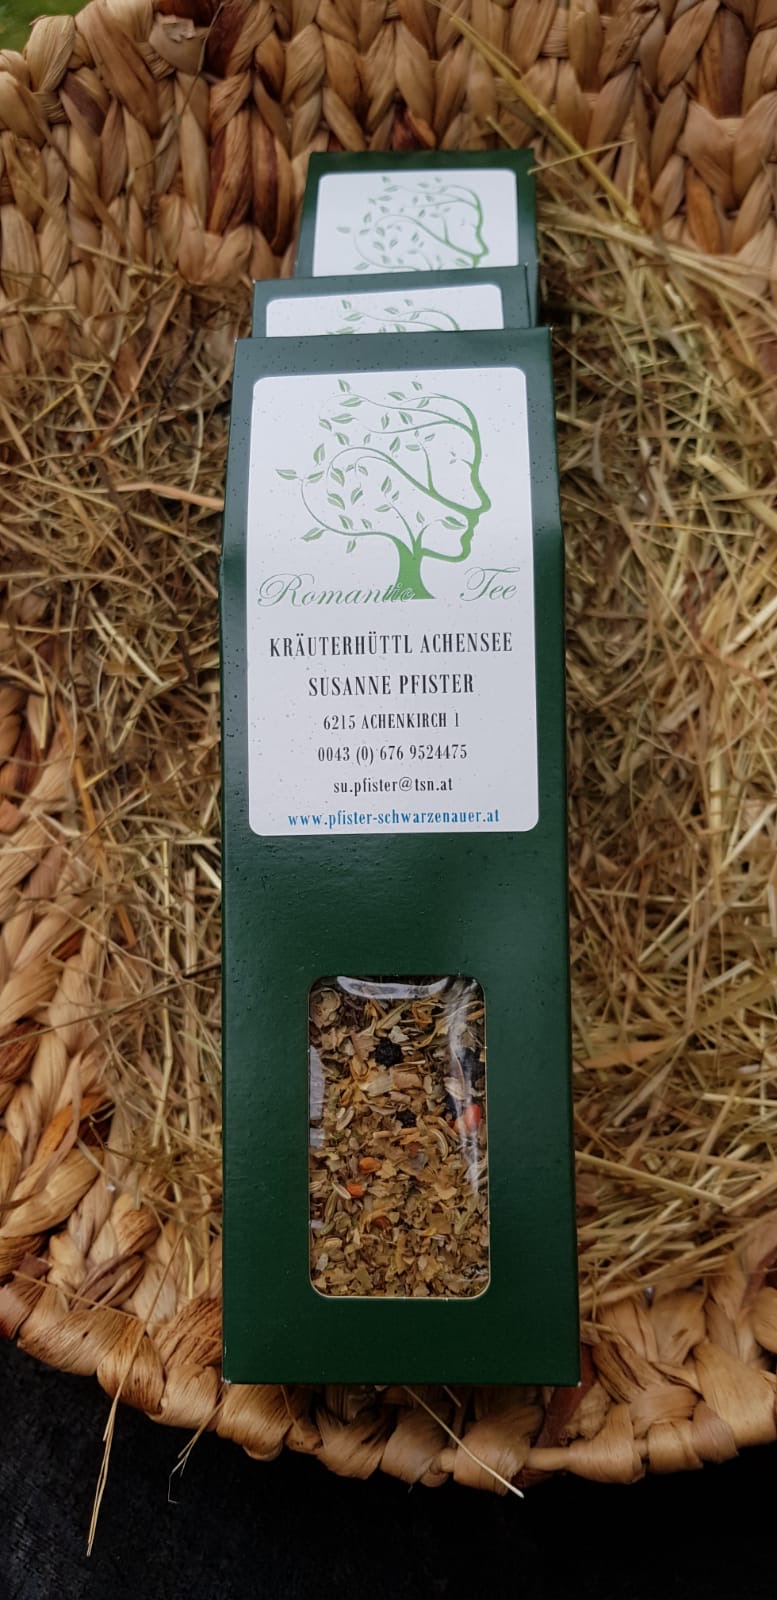 Romantic Tee
KRÄUTERHÜTTL ACHENSEE
SUSANNE PFISTER
6215 ACHENKIRCH 1
0043 (0) 676 9524475
su.pfister@tsn.at
www.pfister-schwarzenauer.at